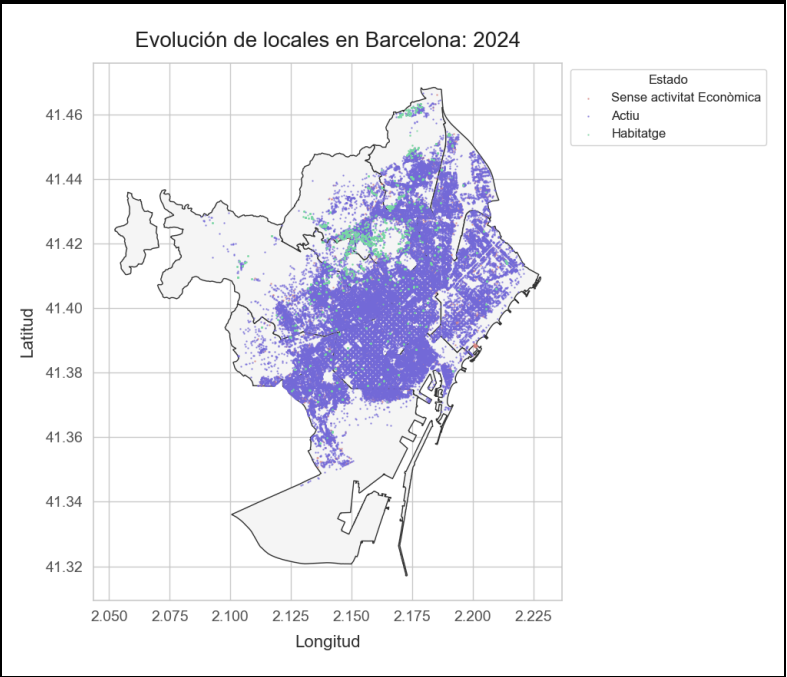 Evolución de locales en Barcelona: 2024
Estado
Sense activitat Econòmica
Actiu
Habitatge
41.46
41.44
41.42
41.40
41.38
41.36
41.34
41.32
Latitud
2.050 2.075 2.100 2.125 2.150 2.175 2.200 2.225
Longitud